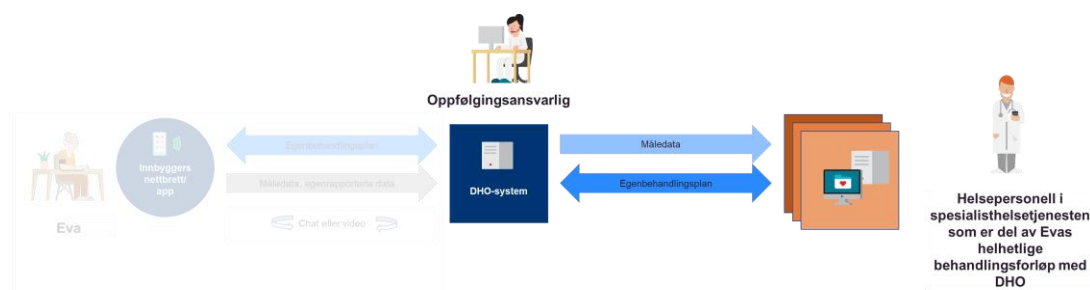 Oppfølgingsansvarlig
Innbyggers
nettbrett/
app
Eva
Egenbehandlingsplan
Måledata, egenrapporterte data
Chat eller video
DHO-system
Måledata
Egenbehandlingsplan
Helsepersonell i
spesialisthelsetjenesten
som er del av Evas
helhetlige
behandlingsforløp med
DHO